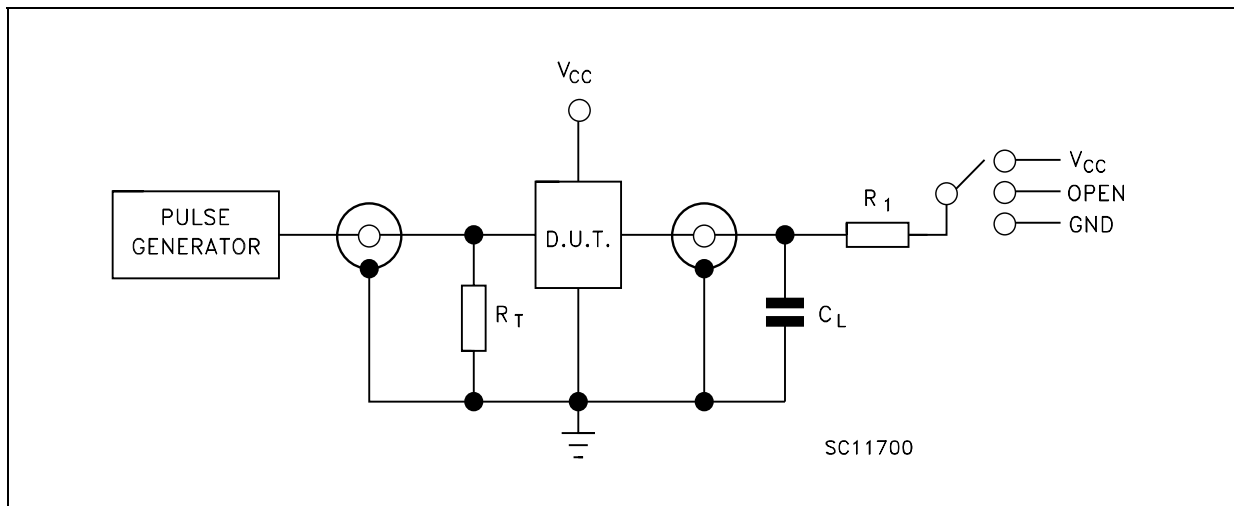 VCC
PULSE
GENERATOR
D.U.T.
RT
CL
R1
VCC
OPEN
GND
SC11700